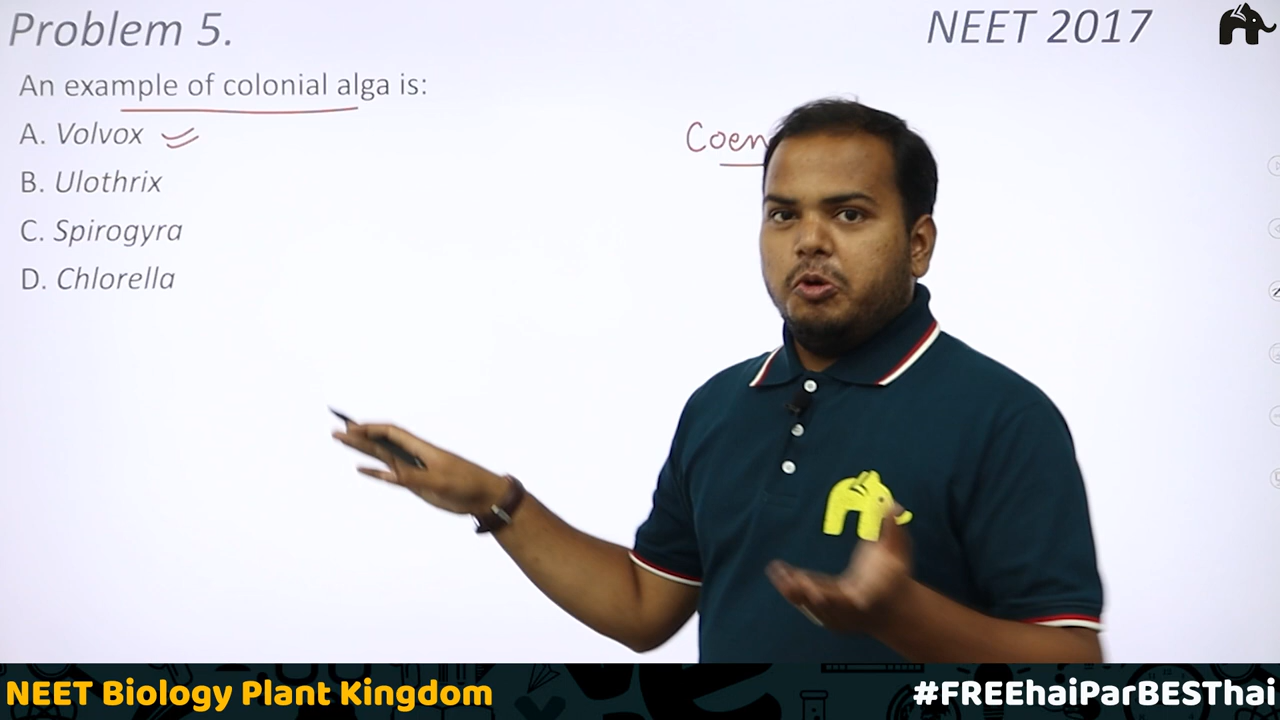 Problem 5.
NEET 2017
An example of colonial alga is:
A. Volvox
Coen
B. Ulothrix
C. Spirogyra
D. Chlorella
NEET Biology Plant Kingdom
#FREEhaiParBESThai